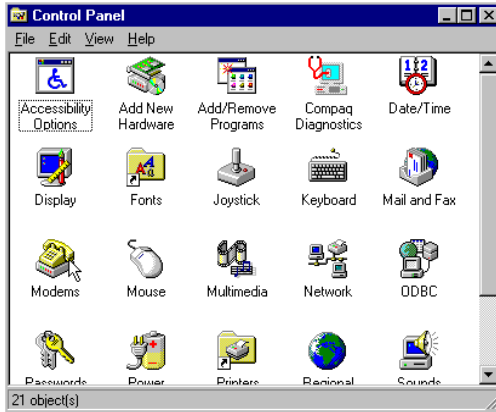 Control Panel
File Edit View Help
Accessibility Options
Add New Hardware
Add/Remove Programs
Compaq Diagnostics
Date/Time
Display
Fonts
Joystick
Keyboard
Mail and Fax
Modems
Mouse
Multimedia
Network
ODBC
Passwords
Power
Printers
Regional
Sounds
21 object(s)